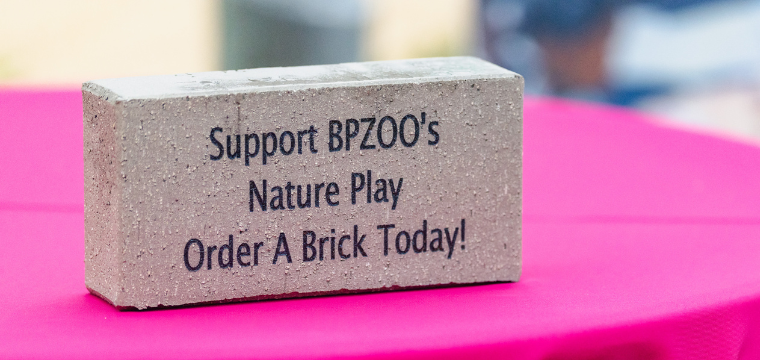 Support BPZOO's
Nature Play
Order A Brick Today!